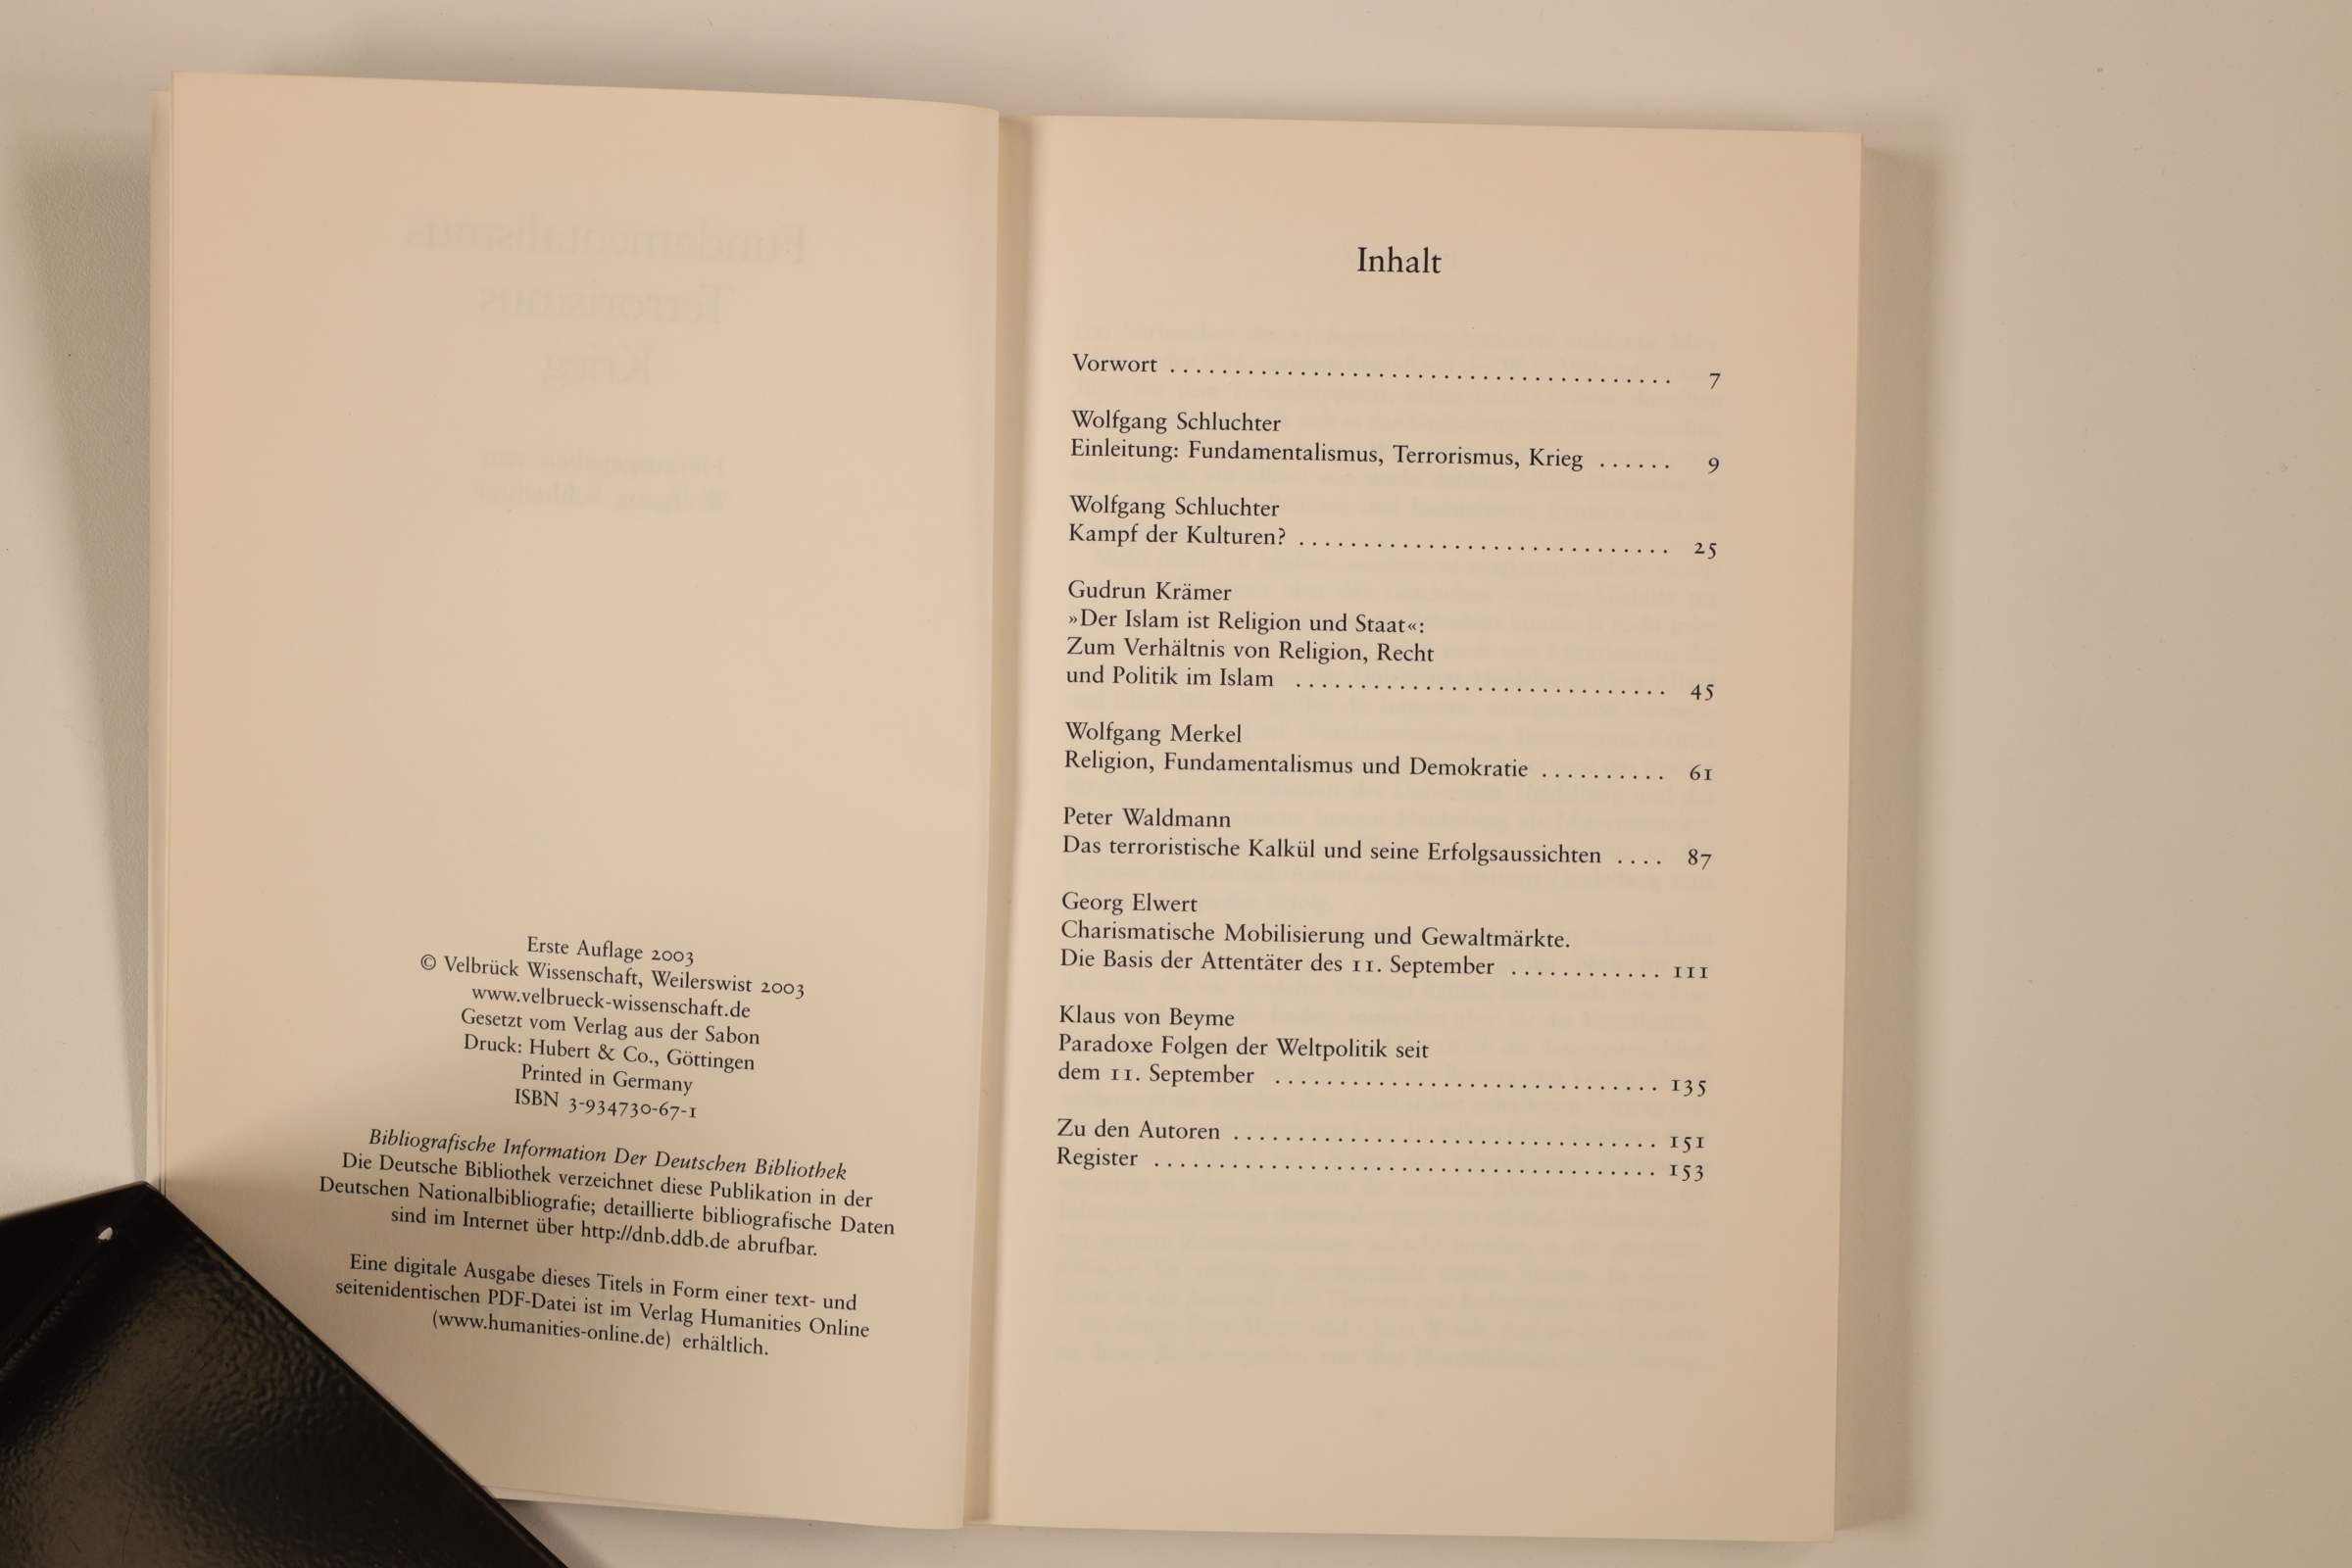 Erste Auflage 2003
© Velbrück Wissenschaft, Weilerswist 2003
www.velbrueck-wissenschaft.de
Gesetzt vom Verlag aus der Sabon
Druck: Hubert & Co., Göttingen
Printed in Germany
ISBN 3-934730-67-1
Bibliografische Information Der Deutschen Bibliothek
Die Deutsche Bibliothek verzeichnet diese Publikation in der
Deutschen Nationalbibliografie; detaillierte bibliografische Daten
sind im Internet über http://dnb.ddb.de abrufbar.
Eine digitale Ausgabe dieses Titels in Form einer text- und
seitenidentischen PDF-Datei ist im Verlag Humanities Online
(www.humanities-online.de) erhältlich.
Inhalt
Vorwort ....................................... 7
Wolfgang Schluchter
Einleitung: Fundamentalismus, Terrorismus, Krieg ...... 9
Wolfgang Schluchter
Kampf der Kulturen? ............................. 25
Gudrun Krämer
»Der Islam ist Religion und Staat«:
Zum Verhältnis von Religion, Recht
und Politik im Islam ............................. 45
Wolfgang Merkel
Religion, Fundamentalismus und Demokratie .......... 61
Peter Waldmann
Das terroristische Kalkül und seine Erfolgsaussichten .... 87
Georg Elwert
Charismatische Mobilisierung und Gewaltmärkte.
Die Basis der Attentäter des 11. September ............ 111
Klaus von Beyme
Paradoxe Folgen der Weltpolitik seit
dem 11. September .............................. 135
Zu den Autoren ................................. 151
Register ....................................... 153